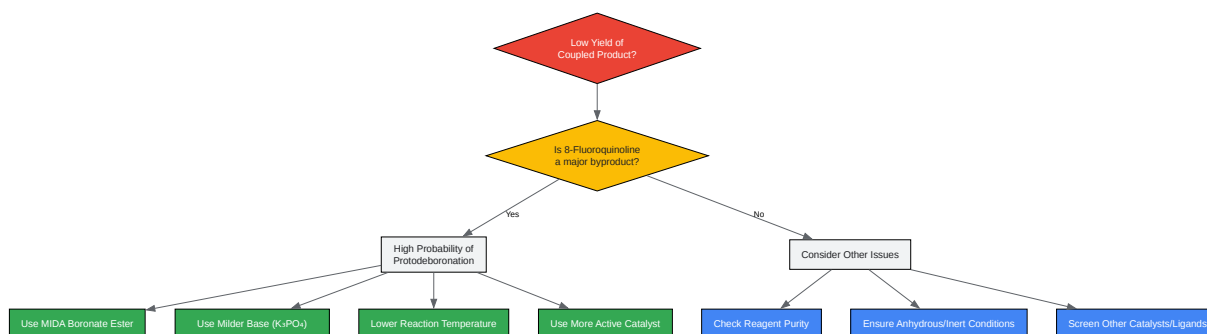 Low Yield of
Coupled Product?
Is 8-Fluoroquinoline
a major byproduct?
Yes
No
High Probability of
Protodeboronation
Consider Other Issues
Use MIDA Boronate Ester
Use Milder Base (K₃PO₄)
Lower Reaction Temperature
Use More Active Catalyst
Check Reagent Purity
Ensure Anhydrous/Inert Conditions
Screen Other Catalysts/Ligands